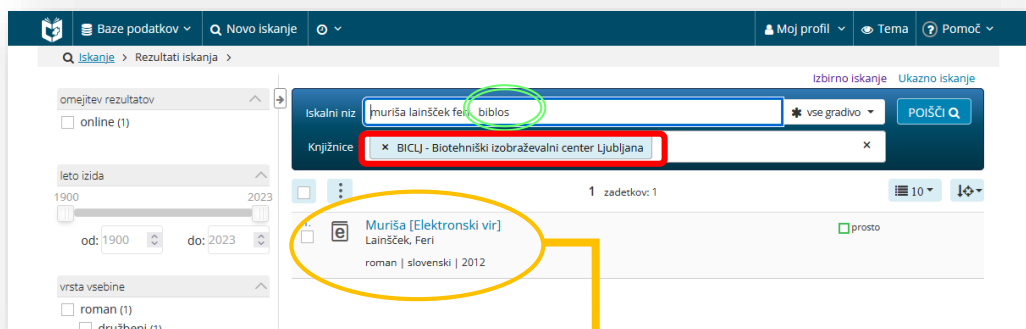 Baze podatkov Novo iskanje Moj profil Tema Pomoč
Iskanje > Rezultati iskanja >
Izbirno iskanje Ukazno iskanje
omejitev rezultatov
online (1)
leto izida
1900 2023
od: 1900 do: 2023
vrsta vsebine
roman (1)
družbeni (1)
Iskalni niz muriša lainšček feri biblos vse gradivo POIŠČI
Knjižnice × BICLJ - Biotehniški izobraževalni center Ljubljana ×
1 zadetkov: 1 10
1.
Muriša [Elektronski vir] prosto
Lainšček, Feri
roman | slovenski | 2012